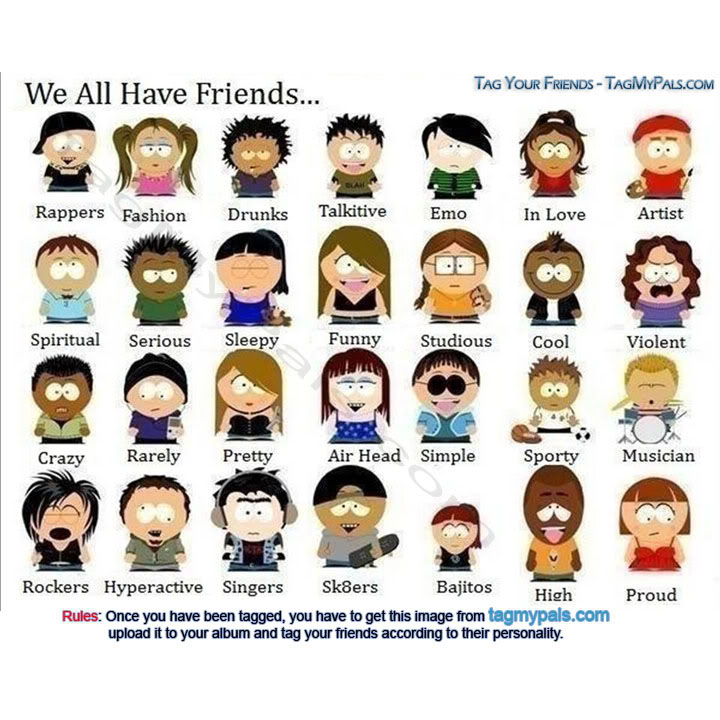 TAG YOUR FRIENDS - TAGMYPALS.COM
We All Have Friends...
Rappers Fashion Drunks Talkitive Emo In Love Artist
Spiritual Serious Sleepy Funny Studious Cool Violent
Crazy Rarely Pretty Air Head Simple Sporty Musician
Rockers Hyperactive Singers Sk8ers Bajitos High Proud
Rules: Once you have been tagged, you have to get this image from tagmypals.com
upload it to your album and tag your friends according to their personality.